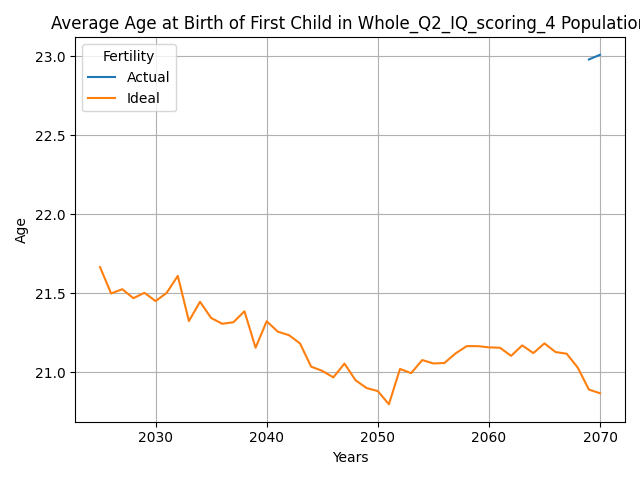 Average Age at Birth of First Child in Whole_Q2_IQ_scoring_4 Population
Fertility
Actual
Ideal
23.0
22.5
22.0
21.5
21.0
Age
2030 2040 2050 2060 2070
Years